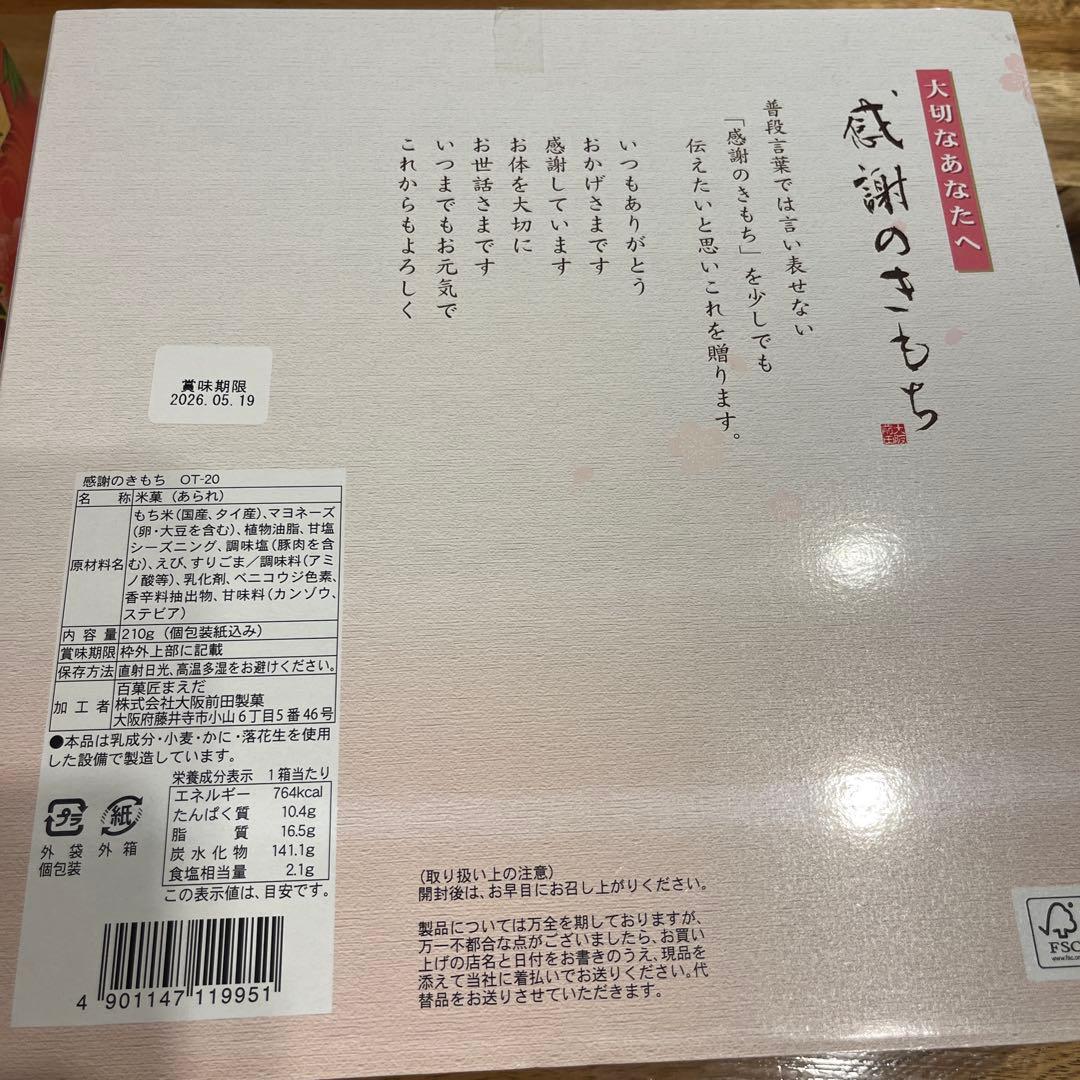 大切なあなたへ
感謝のきもち
普段言葉では言い表せない
「感謝のきもち」を少しでも
伝えたいと思いこれを贈ります。
いつもありがとう
おかげさまです
感謝しています
お体を大切に
お世話さまです
いつまでもお元気で
これからもよろしく
賞味期限
2026.05.19
感謝のきもち OT-20
名称 米菓（あられ）
原材料名 もち米(国産、タイ産)、マヨネーズ
(卵・大豆を含む)、植物油脂、甘塩
シーズニング、調味塩(豚肉を含
む)、えび、すりごま／調味料(アミ
ノ酸等)、乳化剤、ベニコウジ色素、
香辛料抽出物、甘味料(カンゾウ、
ステビア)
内容量 210g（個包装紙込み）
賞味期限 枠外上部に記載
保存方法 直射日光、高温多湿をお避けください。
加工者 百菓匠まえだ
株式会社大阪前田製菓
大阪府藤井寺市小山6丁目5番46号
●本品は乳成分・小麦・かに・落花生を使用
した設備で製造しています。
栄養成分表示 1箱当たり
エネルギー 764kcal
たんぱく質 10.4g
脂質 16.5g
炭水化物 141.1g
食塩相当量 2.1g
この表示値は、目安です。
プラ
外袋
個包装
紙
外箱
4 901147 119951
(取り扱い上の注意)
開封後は、お早目にお召し上がりください。
製品については万全を期しておりますが、
万一不都合な点がございましたら、お買い
上げの店名と日付をお書きのうえ、現品を
添えて当社に着払いでお送りください。代
替品をお送りさせていただきます。
FSC